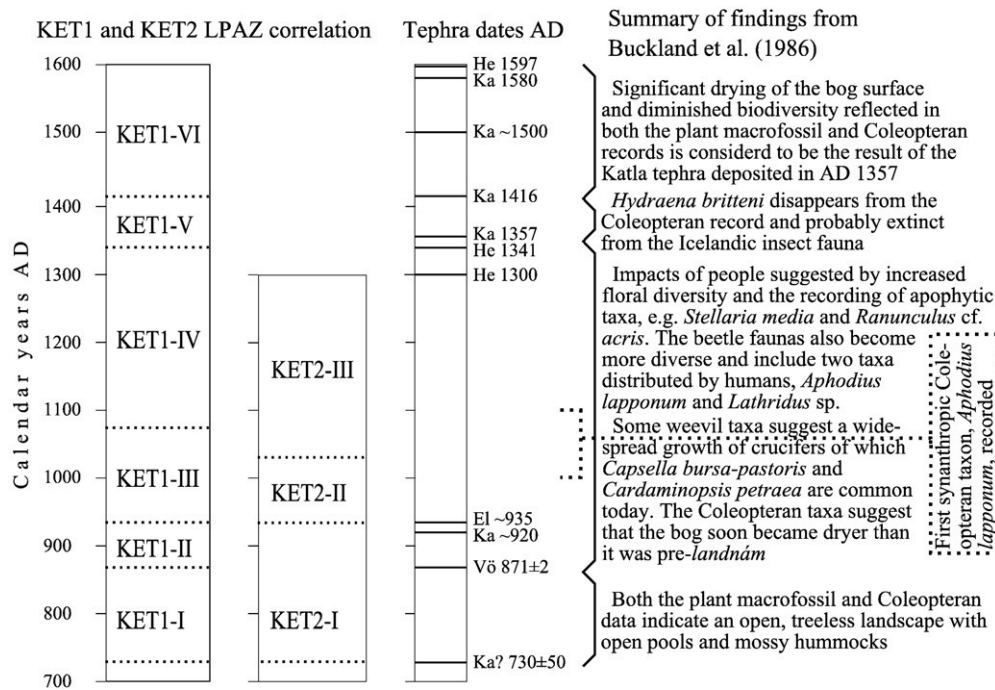 KET1 and KET2 LPAZ correlation
Tephra dates AD
Summary of findings from
Buckland et al. (1986)
Calendar years AD
1600
1500
1400
1300
1200
1100
1000
900
800
700
KET1-VI
KET1-V
KET1-IV
KET1-III
KET1-II
KET1-I
KET2-III
KET2-II
KET2-I
He 1597
Ka 1580
Ka ~1500
Ka 1416
Ka 1357
He 1341
He 1300
El ~935
Ka ~920
Vö 871±2
Ka? 730±50
Significant drying of the bog surface
and diminished biodiversity reflected in
both the plant macrofossil and Coleopteran
records is considerd to be the result of the
Katla tephra deposited in AD 1357
Hydraena britteni disappears from the
Coleopteran record and probably extinct
from the Icelandic insect fauna
Impacts of people suggested by increased
floral diversity and the recording of apophytic
taxa, e.g. Stellaria media and Ranunculus cf.
acris. The beetle faunas also become
more diverse and include two taxa
distributed by humans, Aphodius
lapponum and Lathridus sp.
Some weevil taxa suggest a wide-
spread growth of crucifers of which
Capsella bursa-pastoris and
Cardaminopsis petraea are common
today. The Coleopteran taxa suggest
that the bog soon became dryer than
it was pre-landnám
Both the plant macrofossil and Coleopteran
data indicate an open, treeless landscape with
open pools and mossy hummocks
First synanthropic Cole-
opteran taxon, Aphodius
lapponum, recorded